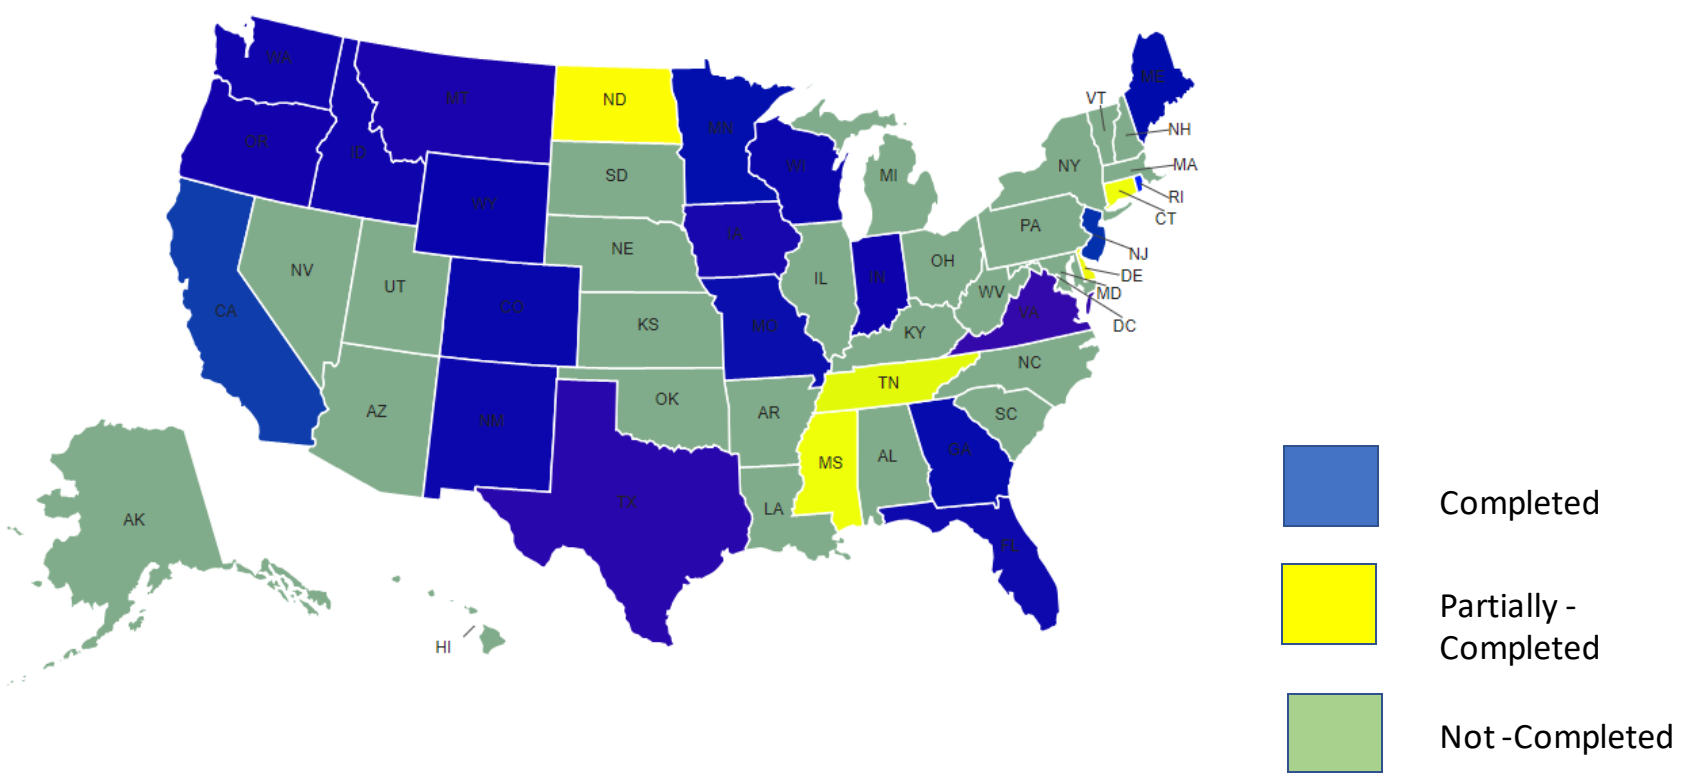 WA
MT
ND
MN
ME
VT
NH
OR
ID
SD
WI
MI
NY
MA
RI
CT
WY
NE
IA
PA
NJ
NV
UT
CA
CO
KS
MO
IL
IN
OH
WV
VA
DE
MD
DC
KY
NC
TN
AZ
NM
OK
AR
SC
MS
AL
GA
TX
LA
FL
AK
HI
Completed
Partially -
Completed
Not -Completed